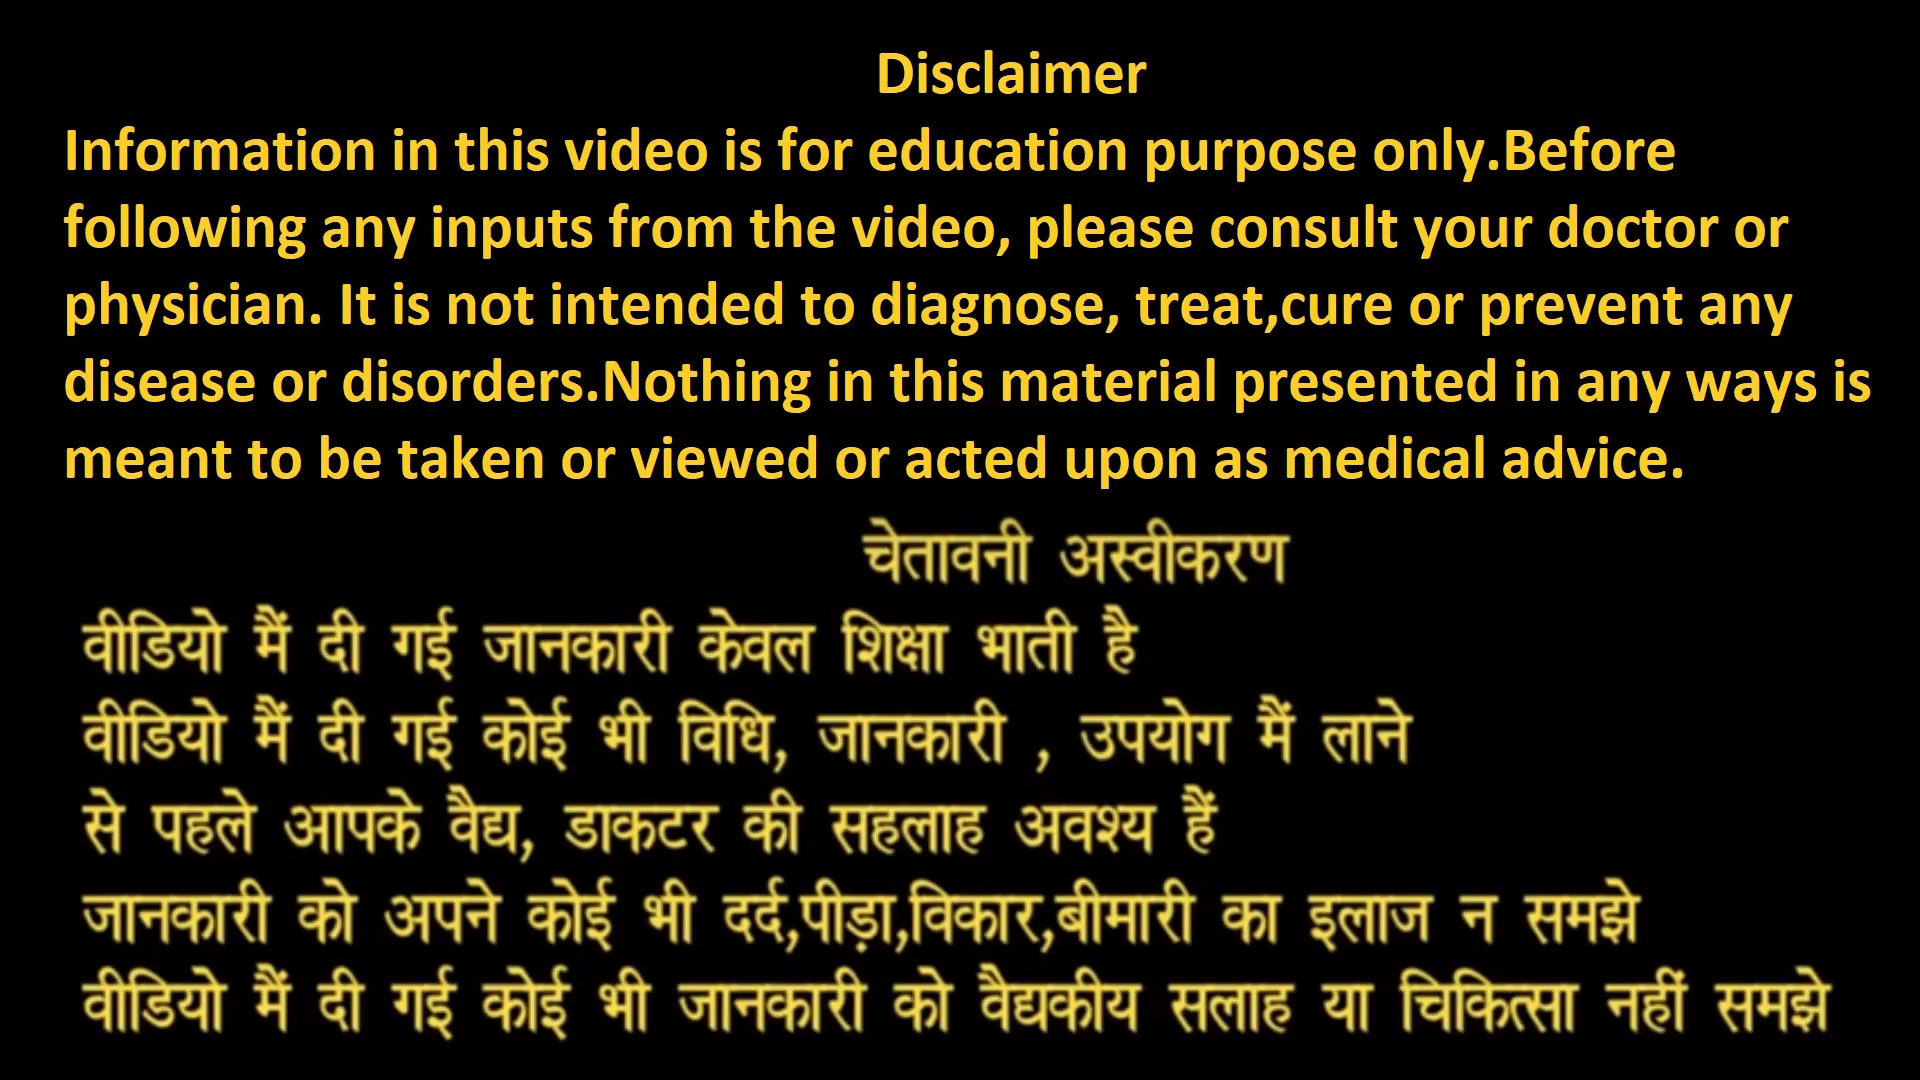 Disclaimer
Information in this video is for education purpose only.Before
following any inputs from the video, please consult your doctor or
physician. It is not intended to diagnose, treat,cure or prevent any
disease or disorders.Nothing in this material presented in any ways is
meant to be taken or viewed or acted upon as medical advice.
चेतावनी अस्वीकरण
वीडियो मैं दी गई जानकारी केवल शिक्षा भाती है
वीडियो मैं दी गई कोई भी विधि, जानकारी , उपयोग मैं लाने
से पहले आपके वैद्य, डाकटर की सहलाह अवश्य हैं
जानकारी को अपने कोई भी दर्द,पीड़ा,विकार,बीमारी का इलाज न समझे
वीडियो मैं दी गई कोई भी जानकारी को वैद्यकीय सलाह या चिकित्सा नहीं समझे